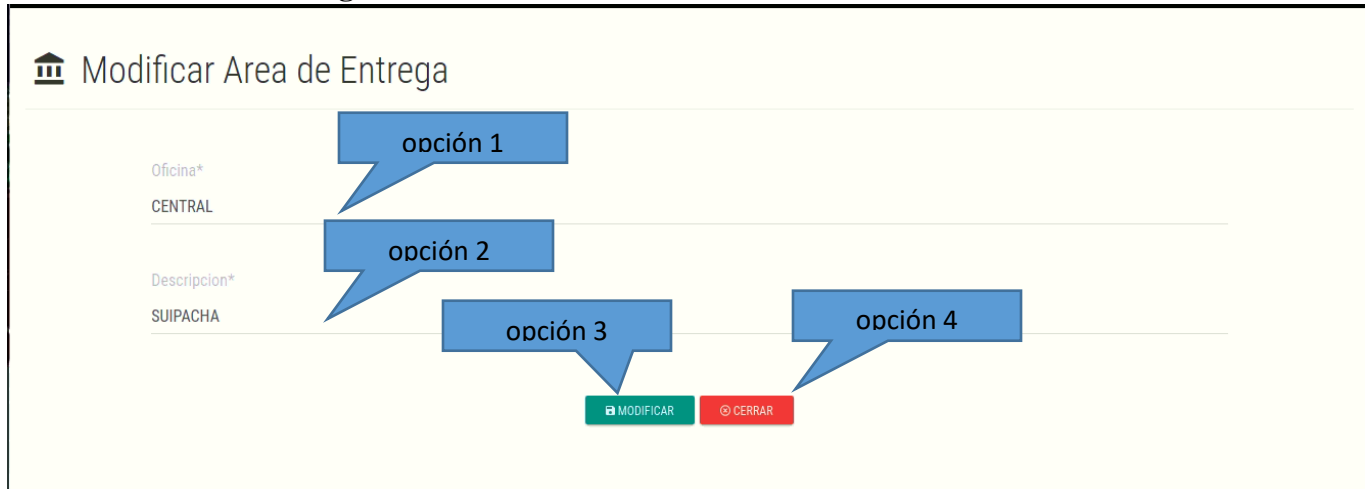 Modificar Area de Entrega
opción 1
Oficina*
CENTRAL
opción 2
Descripcion*
SUIPACHA
opción 3
opción 4
MODIFICAR
CERRAR